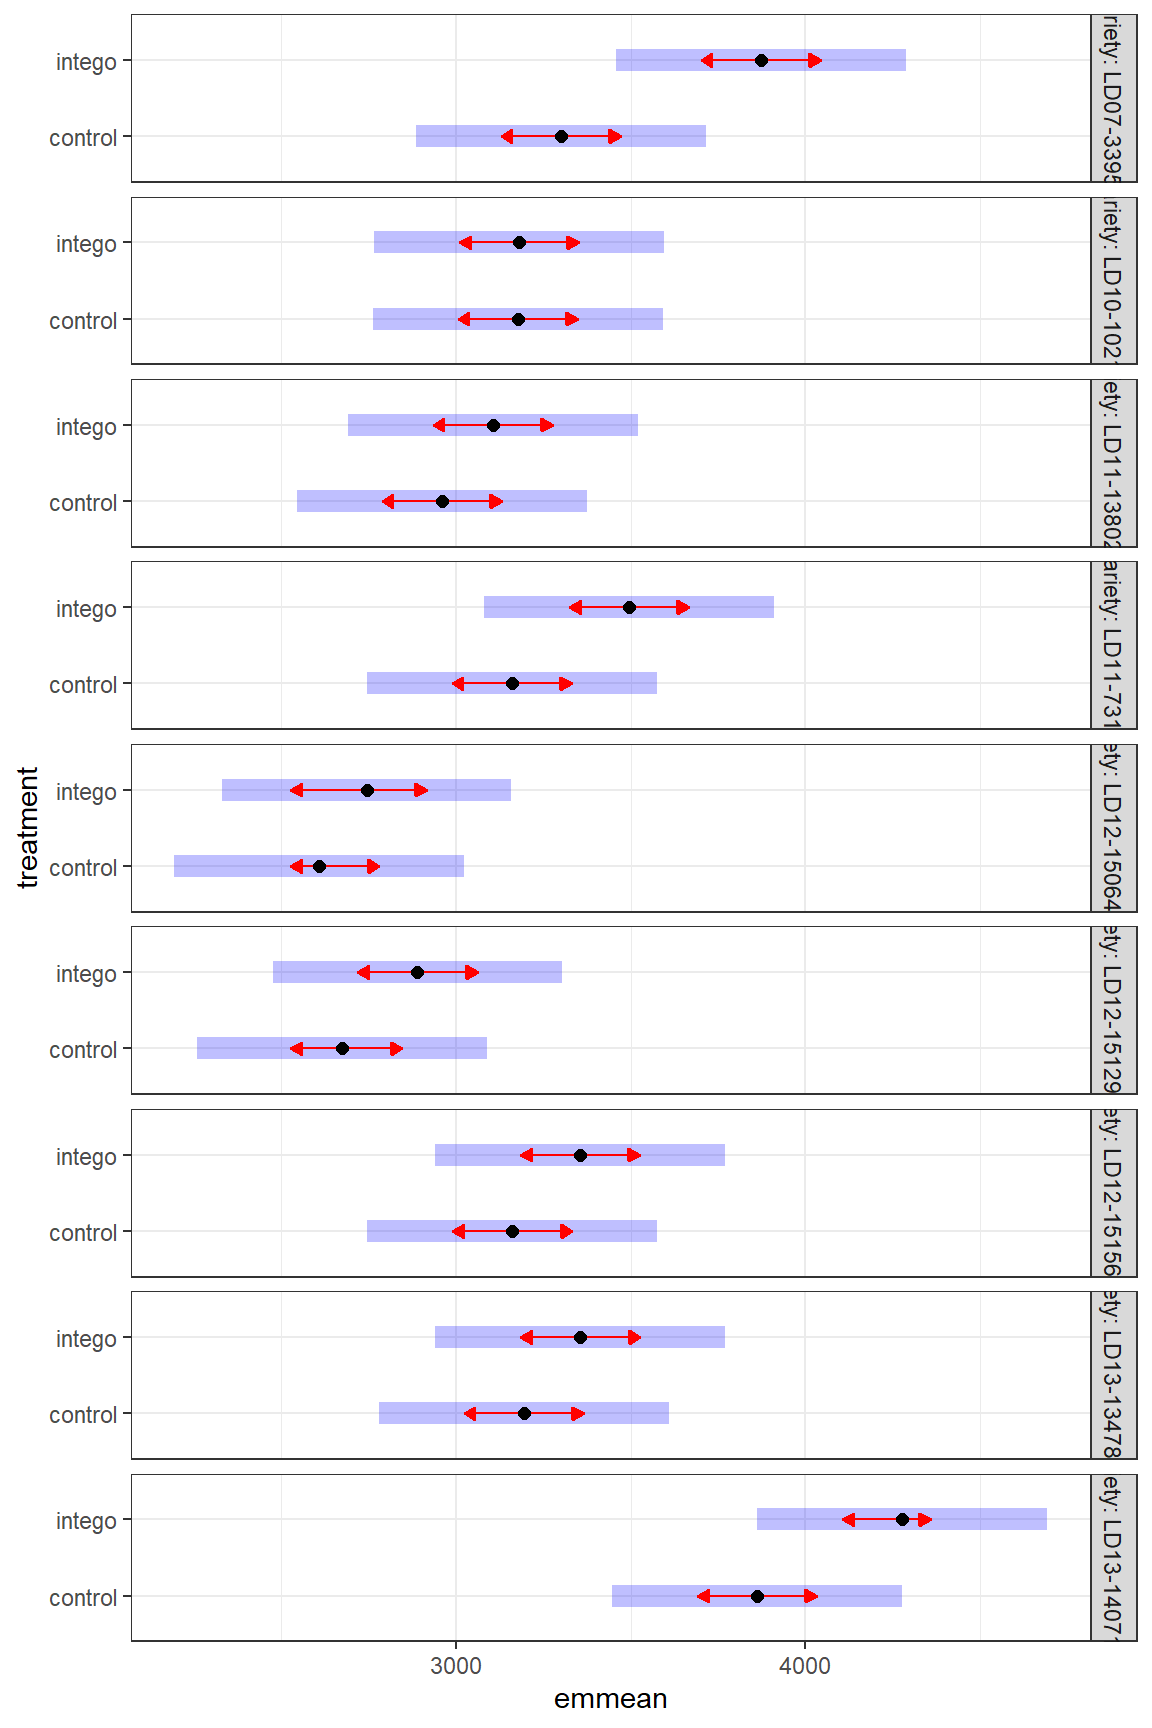 intego
control
riety: LD07-3395
intego
control
riety: LD10-102
intego
control
ety: LD11-13802
intego
control
ariety: LD11-731
treatment
intego
control
ety: LD12-15064
intego
control
ety: LD12-15129
intego
control
ety: LD12-15156
intego
control
ety: LD13-13478
intego
control
ety: LD13-1407
3000
4000
emmean